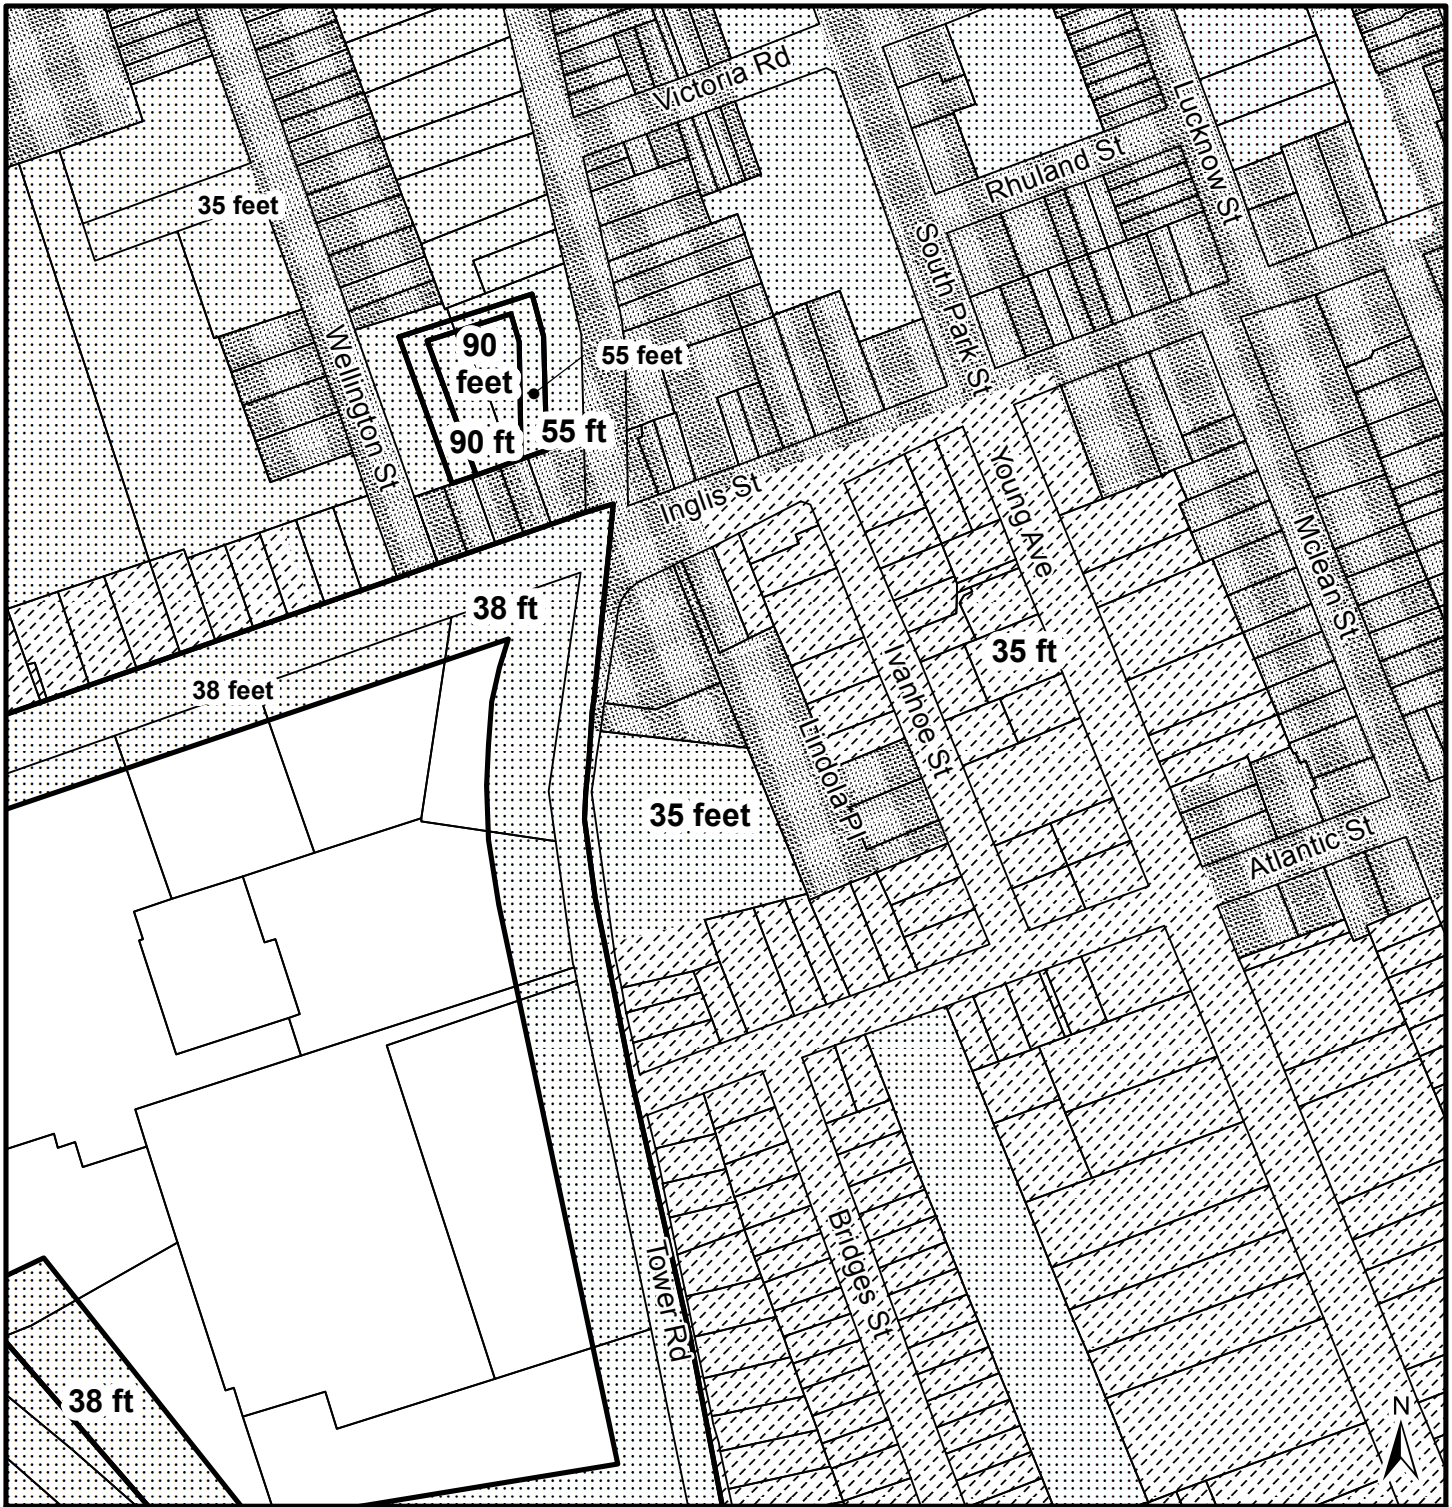 Victoria Rd
Lucknow St
Rhuland St
35 feet
South Park St
Wellington St
90
feet
55 feet
90 ft
55 ft
Inglis St
Young Ave
Mclean St
38 ft
35 ft
Ivanhoe St
38 feet
Lindola Pl
35 feet
Atlantic St
Bridges St
Tower Rd
38 ft
N